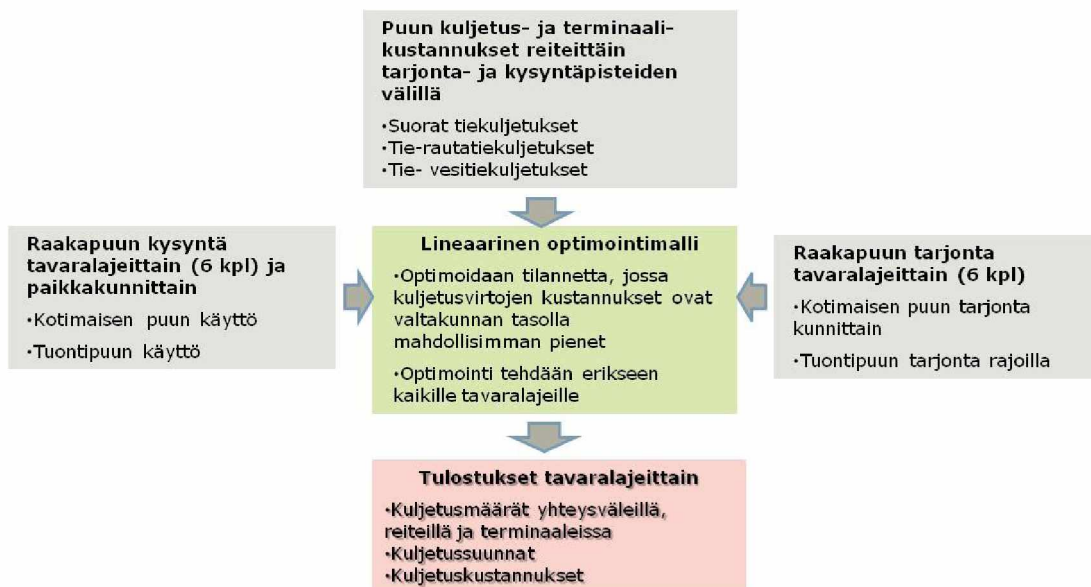 Puun kuljetus- ja terminaali-
kustannukset reiteittäin
tarjonta- ja kysyntäpisteiden
välillä
•Suorat tiekuljetukset
•Tie-rautatiekuljetukset
•Tie- vesitiekuljetukset
Raakapuun kysyntä
tavaralajeittain (6 kpl) ja
paikkakunnittain
•Kotimaisen puun käyttö
•Tuontipuun käyttö
Lineaarinen optimointimalli
•Optimoidaan tilannetta, jossa
kuljetusvirtojen kustannukset ovat
valtakunnan tasolla
mahdollisimman pienet
•Optimointi tehdään erikseen
kaikille tavaralajeille
Raakapuun tarjonta
tavaralajeittain (6 kpl)
•Kotimaisen puun tarjonta
kunnittain
•Tuontipuun tarjonta rajoilla
Tulostukset tavaralajeittain
•Kuljetusmäärät yhteysväleillä,
reiteillä ja terminaaleissa
•Kuljetussuunnat
•Kuljetuskustannukset